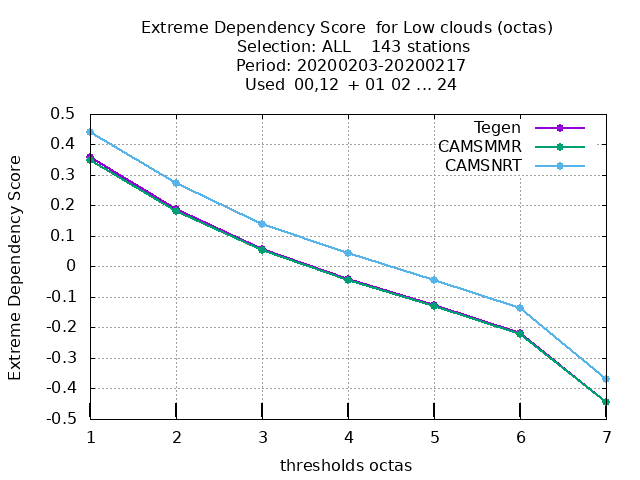 Extreme Dependency Score  for Low clouds (octas)
Selection: ALL    143 stations
Period: 20200203-20200217
Used  00,12  + 01 02 ... 24
0.5
0.4
0.3
0.2
0.1
0
-0.1
-0.2
-0.3
-0.4
-0.5
Extreme Dependency Score
Tegen
CAMSMMR
CAMSNRT
1 2 3 4 5 6 7
thresholds octas